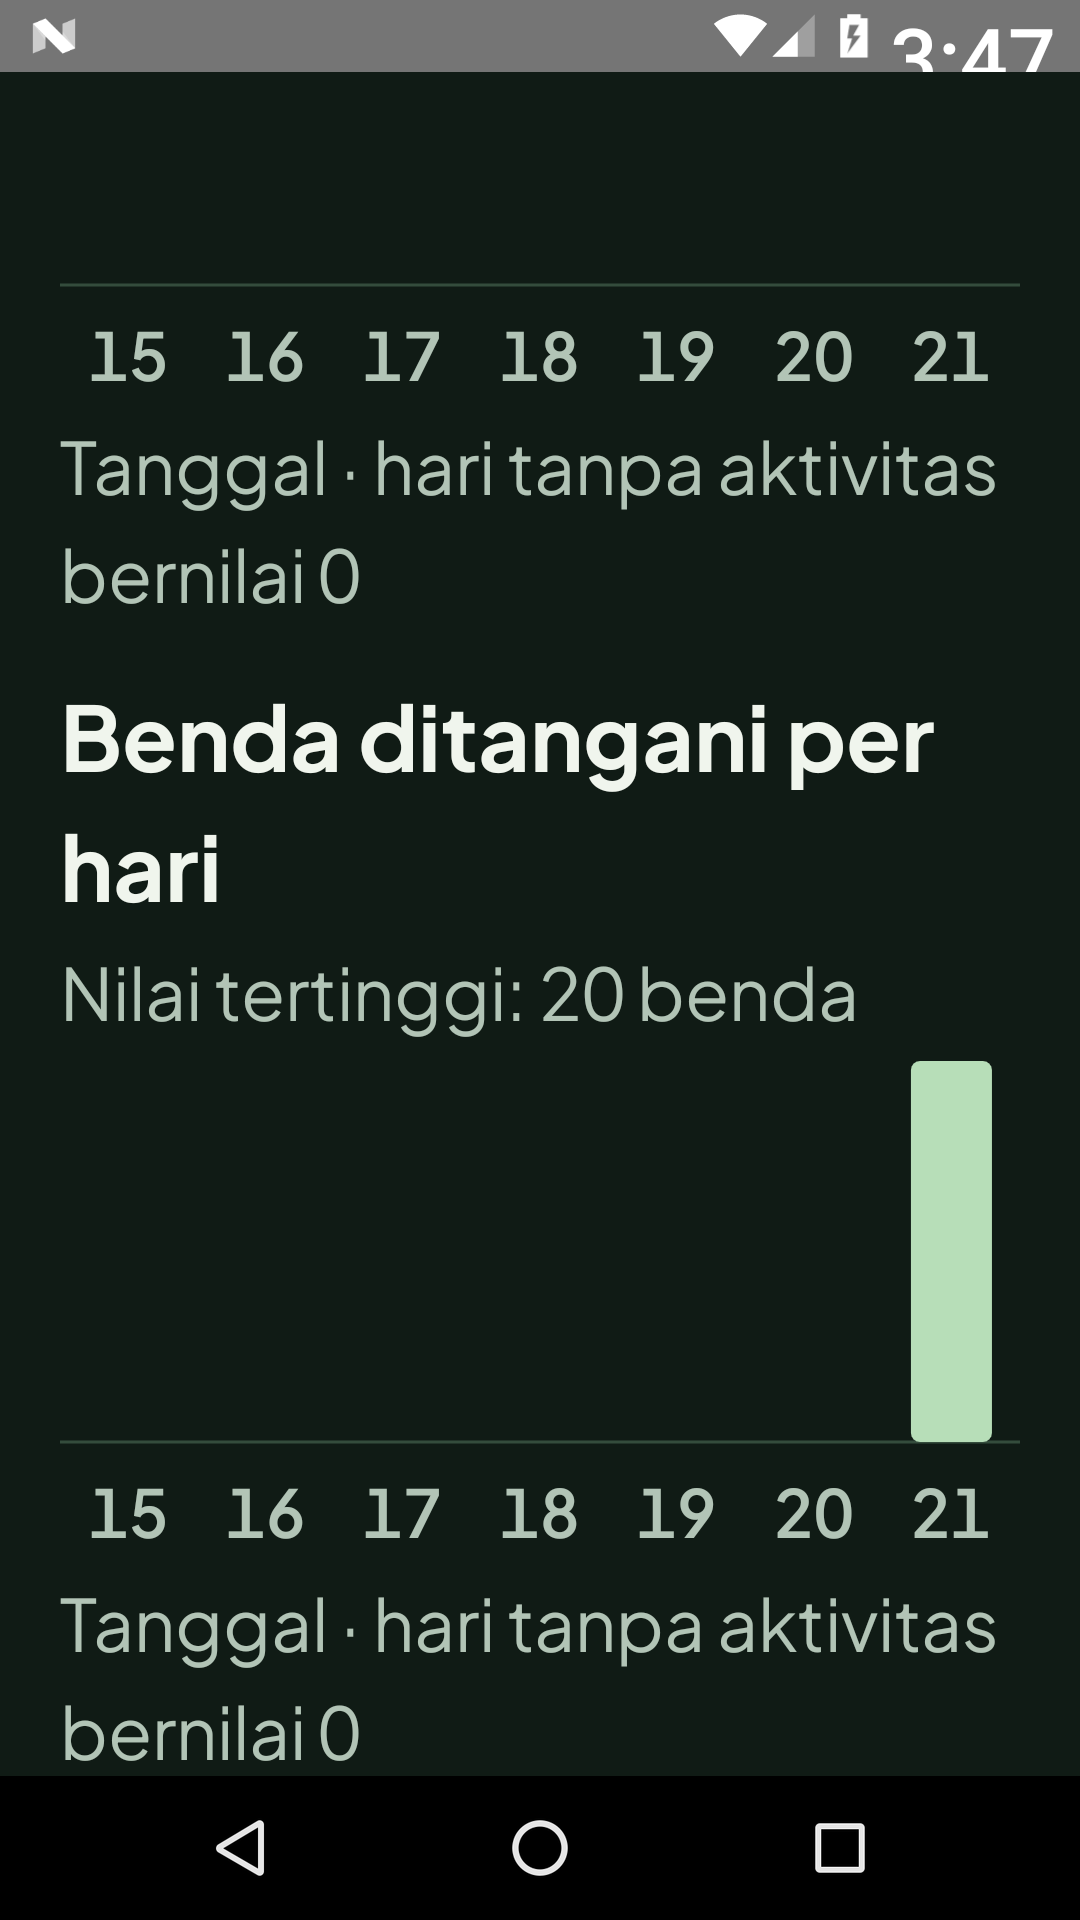 3:47
15 16 17 18 19 20 21
Tanggal · hari tanpa aktivitas
bernilai 0
Benda ditangani per
hari
Nilai tertinggi: 20 benda
15 16 17 18 19 20 21
Tanggal · hari tanpa aktivitas
bernilai 0